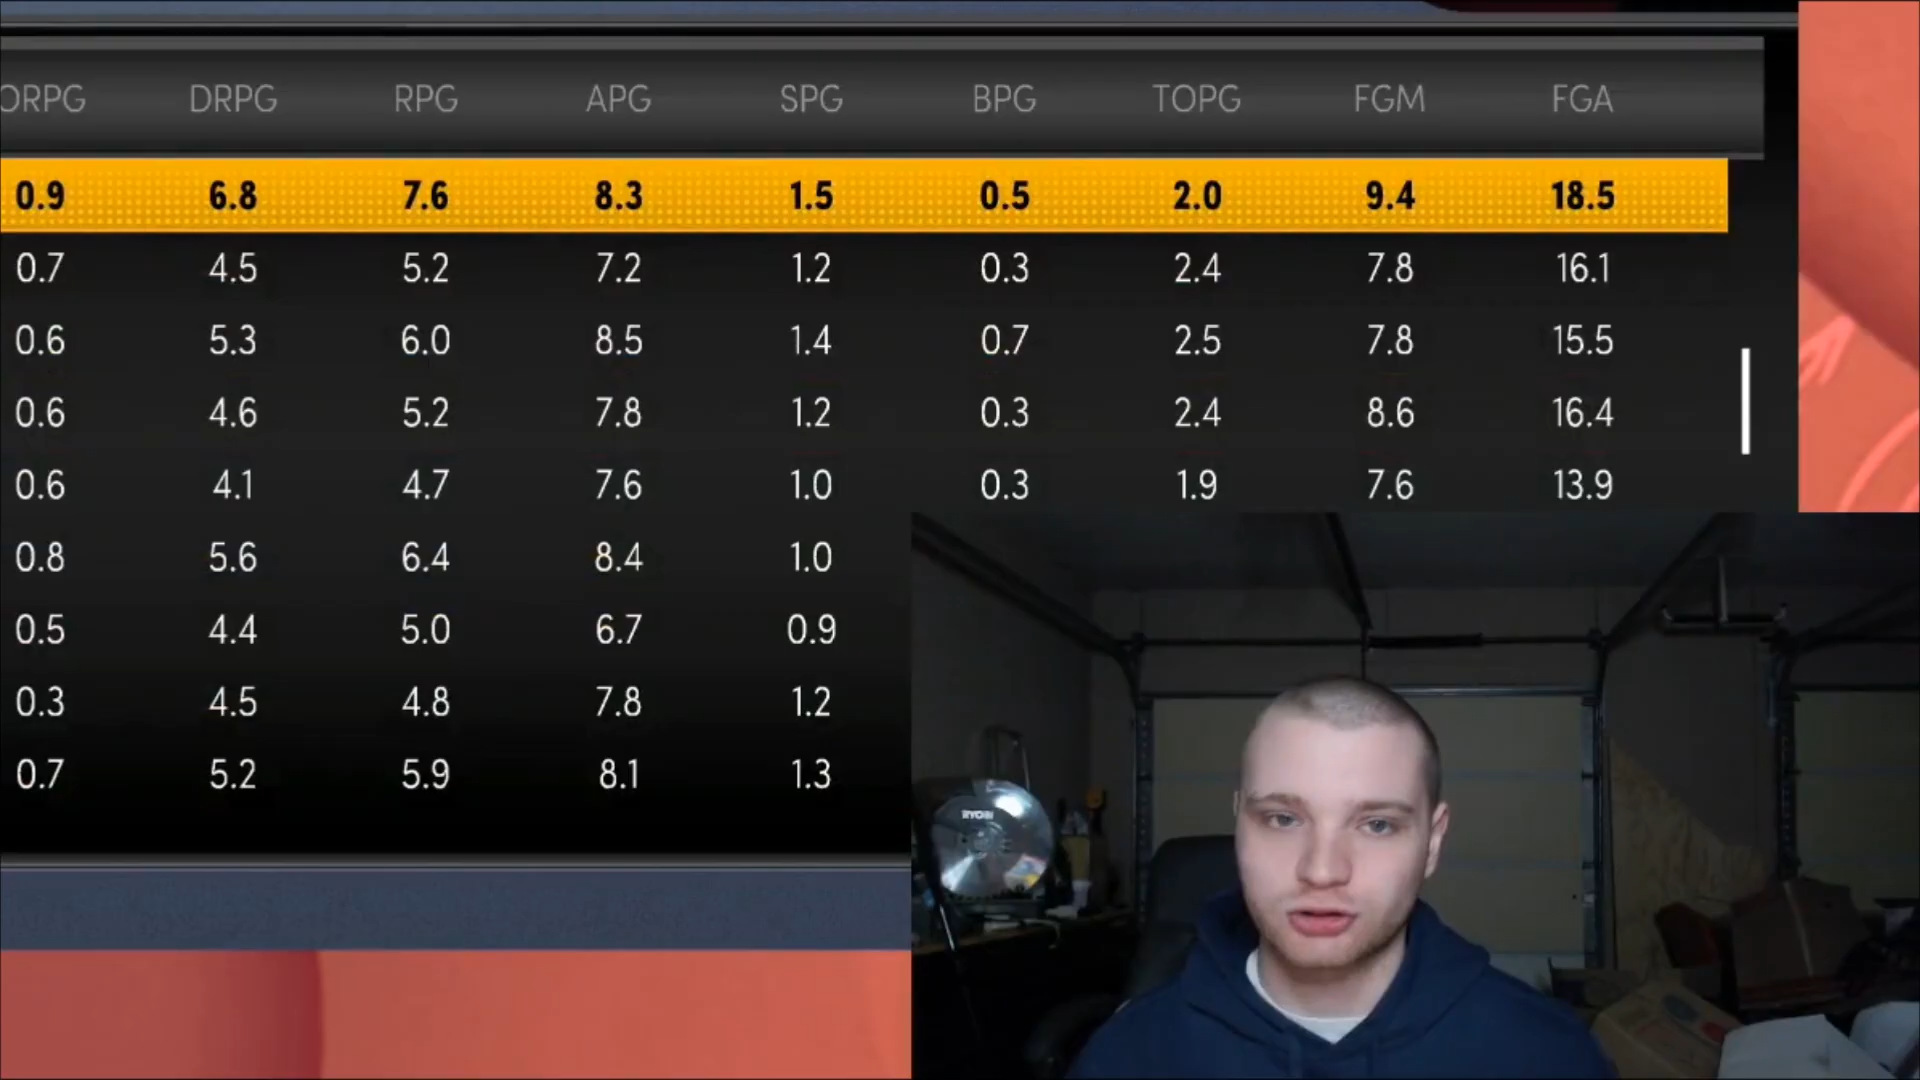 ORPG DRPG RPG APG SPG BPG TOPG FGM FGA
0.9 6.8 7.6 8.3 1.5 0.5 2.0 9.4 18.5
0.7 4.5 5.2 7.2 1.2 0.3 2.4 7.8 16.1
0.6 5.3 6.0 8.5 1.4 0.7 2.5 7.8 15.5
0.6 4.6 5.2 7.8 1.2 0.3 2.4 8.6 16.4
0.6 4.1 4.7 7.6 1.0 0.3 1.9 7.6 13.9
0.8 5.6 6.4 8.4 1.0
0.5 4.4 5.0 6.7 0.9
0.3 4.5 4.8 7.8 1.2
0.7 5.2 5.9 8.1 1.3
RYOBI